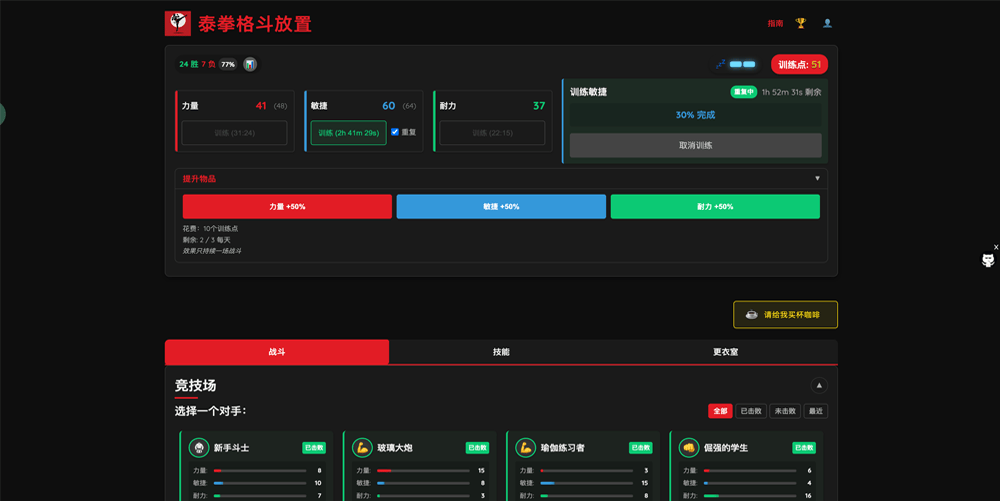 泰拳格斗放置
指南
24 胜 7 负 77%
训练点: 51
力量 41 (48)
训练 (31:24)
敏捷 60 (64)
训练 (2h 41m 29s) 重复
耐力 37
训练 (22:15)
训练敏捷 重复中 1h 52m 31s 剩余
30% 完成
取消训练
提升物品 ▼
力量 +50%
敏捷 +50%
耐力 +50%
花费: 10个训练点
剩余: 2 / 3 每天
效果只持续一场战斗
x
请给我买杯咖啡
战斗 技能 更衣室
竞技场 ▲
选择一个对手:
全部 已击败 未击败 最近
新手斗士 已击败
力量: 8
敏捷: 10
耐力: 7
玻璃大炮 已击败
力量: 15
敏捷: 8
耐力: 3
瑜伽练习者 已击败
力量: 3
敏捷: 15
耐力: 8
倔强的学生 已击败
力量: 6
敏捷: 4
耐力: 16